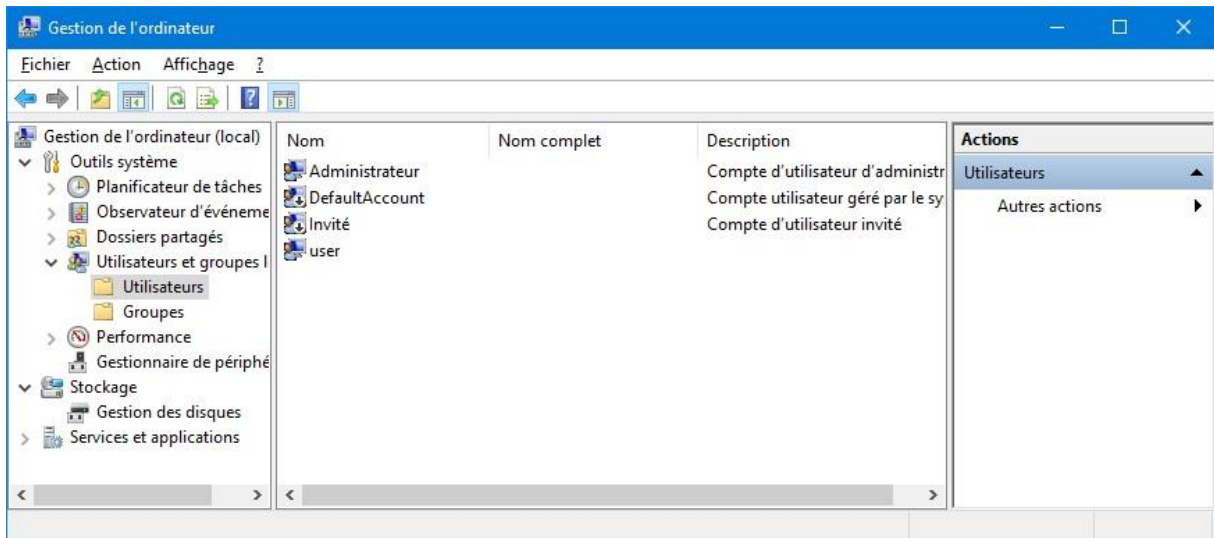 Gestion de l'ordinateur
Fichier Action Affichage ?
Gestion de l'ordinateur (local)
Outils système
Planificateur de tâches
Observateur d'événeme
Dossiers partagés
Utilisateurs et groupes l
Utilisateurs
Groupes
Performance
Gestionnaire de périphé
Stockage
Gestion des disques
Services et applications
Nom Nom complet Description
Administrateur Compte d'utilisateur d'administr
DefaultAccount Compte utilisateur géré par le sy
Invité Compte d'utilisateur invité
user
Actions
Utilisateurs
Autres actions